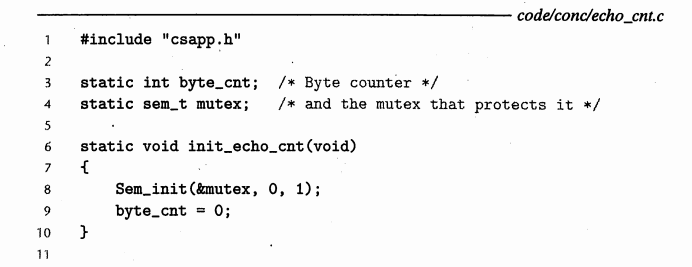 code/conc/echo_cnt.c
1 #include "csapp.h"
2
3 static int byte_cnt; /* Byte counter */
4 static sem_t mutex; /* and the mutex that protects it */
5
6 static void init_echo_cnt(void)
7 {
8 Sem_init(&mutex, 0, 1);
9 byte_cnt = 0;
10 }
11